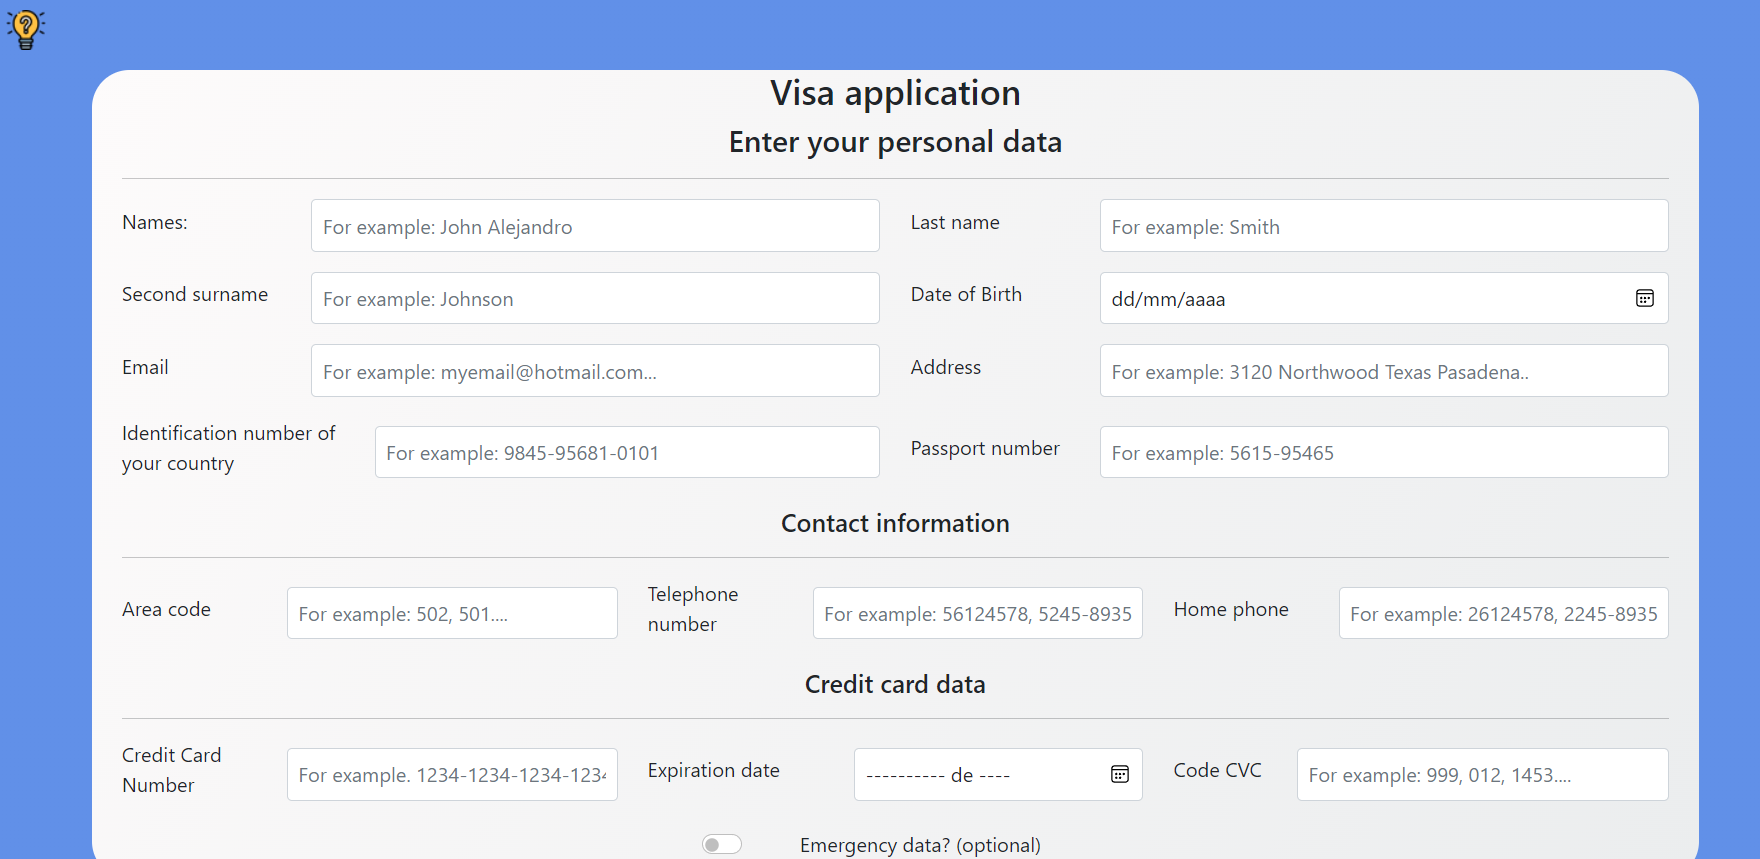 Visa application
Enter your personal data
Names:
For example: John Alejandro
Last name
For example: Smith
Second surname
For example: Johnson
Date of Birth
dd/mm/aaaa
Email
For example: myemail@hotmail.com...
Address
For example: 3120 Northwood Texas Pasadena..
Identification number of
your country
For example: 9845-95681-0101
Passport number
For example: 5615-95465
Contact information
Area code
For example: 502, 501....
Telephone
number
For example: 56124578, 5245-8935
Home phone
For example: 26124578, 2245-8935
Credit card data
Credit Card
Number
For example. 1234-1234-1234-1234
Expiration date
---------- de ----
Code CVC
For example: 999, 012, 1453....
Emergency data? (optional)